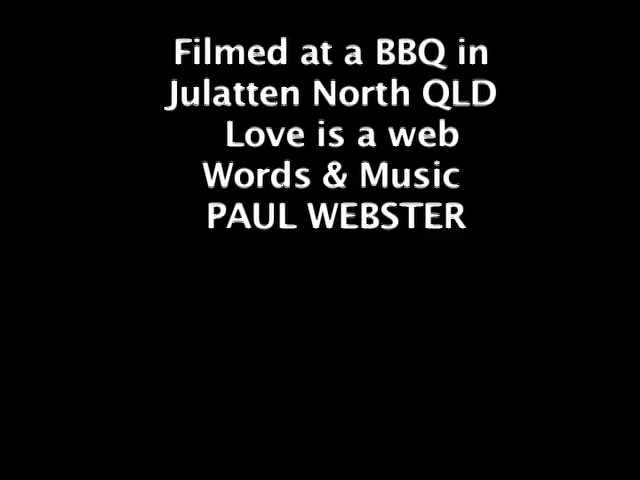 Filmed at a BBQ in
Julatten North QLD
Love is a web
Words & Music
PAUL WEBSTER